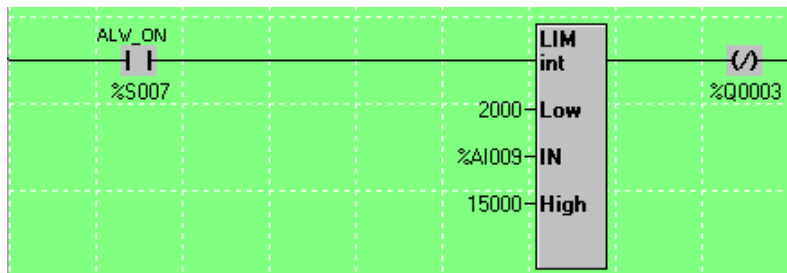 ALW_ON
LIM
int
(/)
%S007
%Q0003
2000 Low
%AI009 IN
15000 High